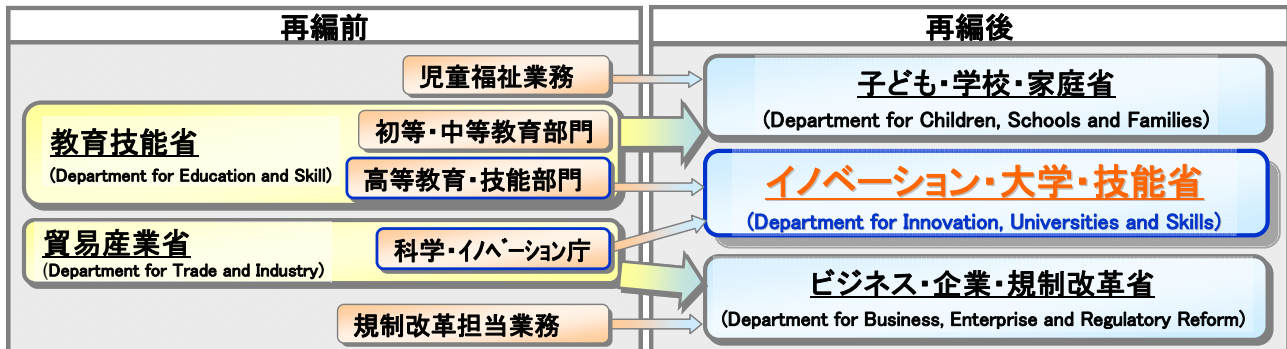 再編前
再編後
児童福祉業務
教育技能省
(Department for Education and Skill)
初等・中等教育部門
高等教育・技能部門
貿易産業省
(Department for Trade and Industry)
科学・イノベーション庁
規制改革担当業務
子ども・学校・家庭省
(Department for Children, Schools and Families)
イノベーション・大学・技能省
(Department for Innovation, Universities and Skills)
ビジネス・企業・規制改革省
(Department for Business, Enterprise and Regulatory Reform)